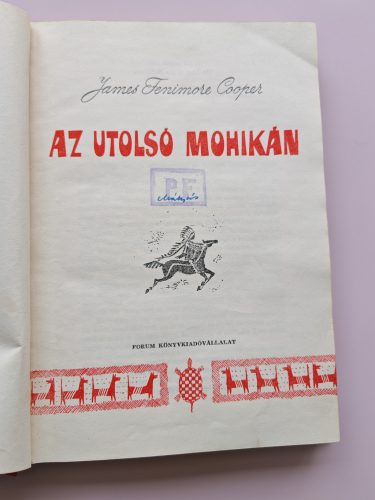 James Fenimore Cooper
AZ UTOLSÓ MOHIKÁN
P.F.
FORUM KÖNYVKIADÓVÁLLALAT